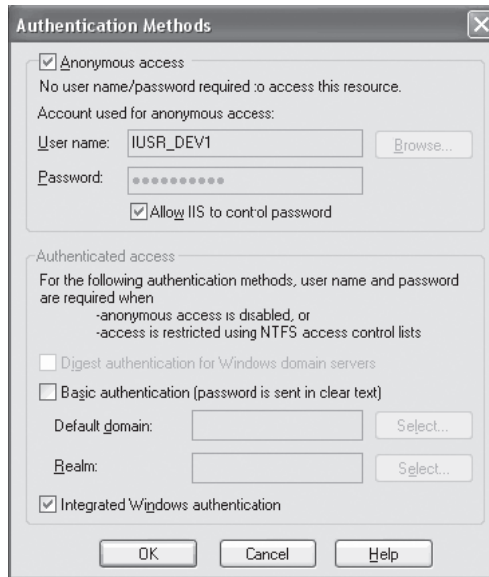 Authentication Methods
Anonymous access
No user name/password required :o access this resource.
Account used for anonymous access:
User name: IUSR_DEV1 Browse...
Password: ••••••••••
Allow IIS to control password
Authenticated access
For the following authentication methods, user name and password
are required when
-anonymous access is disabled, or
-access is restricted using NTFS access control lists
Digest authentication for Windows domain servers
Basic authentication (password is sent in clear text)
Default domain: Select...
Realm: Select...
Integrated Windows authentication
OK Cancel Help